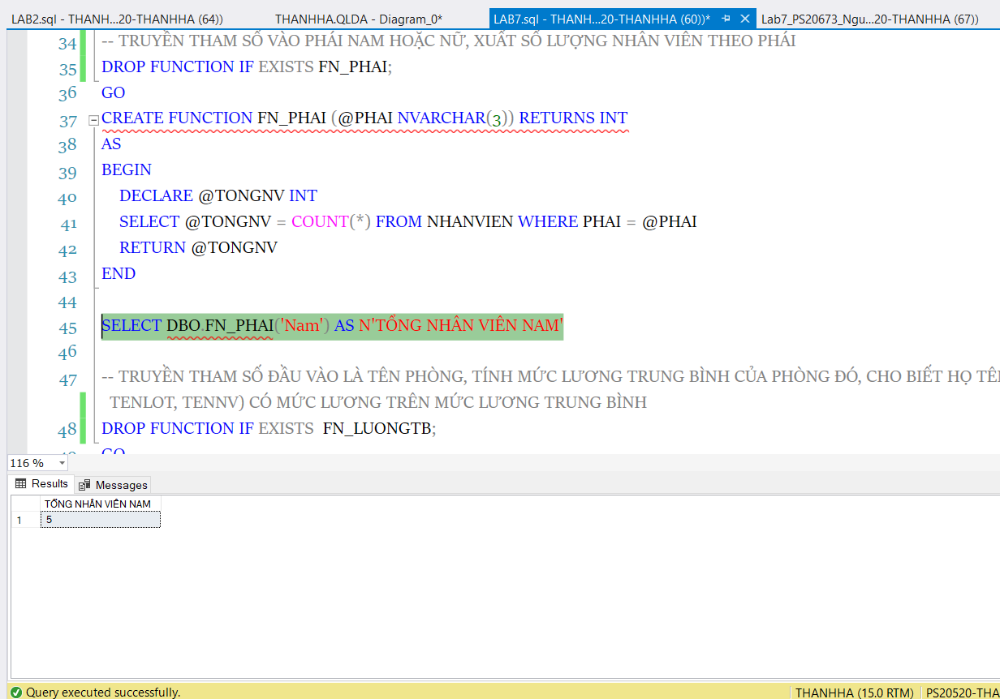 LAB2.sql - THANH...20-THANHHA (64)) THANHHA.QLDA - Diagram_0* LAB7.sql - THANH...20-THANHHA (60))* Lab7_PS20673_Ngu...20-THANHHA (67))
34 -- TRUYỀN THAM SỐ VÀO PHÁI NAM HOẶC NỮ, XUẤT SỐ LƯỢNG NHÂN VIÊN THEO PHÁI
35 DROP FUNCTION IF EXISTS FN_PHAI;
36 GO
37 CREATE FUNCTION FN_PHAI (@PHAI NVARCHAR(3)) RETURNS INT
38 AS
39 BEGIN
40 DECLARE @TONGNV INT
41 SELECT @TONGNV = COUNT(*) FROM NHANVIEN WHERE PHAI = @PHAI
42 RETURN @TONGNV
43 END
44
45 SELECT DBO.FN_PHAI('Nam') AS N'TỔNG NHÂN VIÊN NAM'
46
47 -- TRUYỀN THAM SỐ ĐẦU VÀO LÀ TÊN PHÒNG, TÍNH MỨC LƯƠNG TRUNG BÌNH CỦA PHÒNG ĐÓ, CHO BIẾT HỌ TÊN
TENLOT, TENNV) CÓ MỨC LƯƠNG TRÊN MỨC LƯƠNG TRUNG BÌNH
48 DROP FUNCTION IF EXISTS FN_LUONGTB;
49 GO
116 %
Results Messages
TỔNG NHÂN VIÊN NAM
1 5
Query executed successfully. THANHHA (15.0 RTM) PS20520-THA